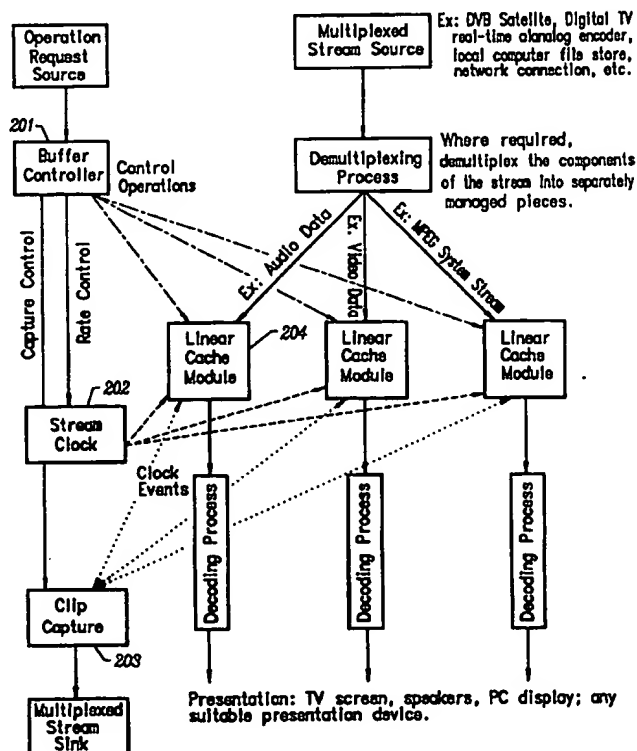 Operation
Request
Source
Multiplexed
Stream Source
Ex: DVB Satelite, Digital TV
real-time a/analog encoder,
local computer file store,
network connection, etc.
201
Buffer
Controller
Control
Operations
Demultiplexing
Process
Where required,
demultiplex the components
of the stream into separately
managed pieces.
Capture Control
Rate Control
Ex: Audio Data
Ex. Video Data
Ex: MPEG System Stream
Linear
Cache
Module
204
Linear
Cache
Module
Linear
Cache
Module
202
Stream
Clock
Clock
Events
Decoding Process
Decoding Process
Decoding Process
Clip
Capture
203
Multiplexed
Stream
Sink
Presentation: TV screen, speakers, PC display; any
suitable presentation device.